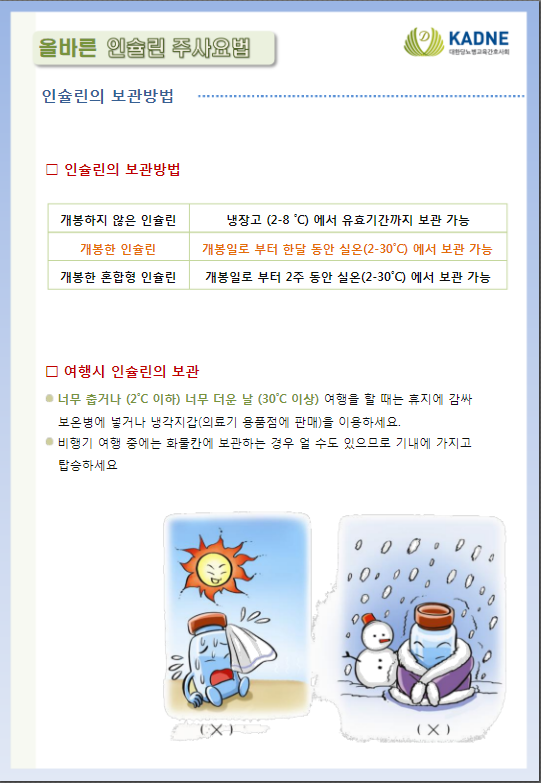 올바른 인슐린 주사요법
KADNE
대한당뇨병교육간호사회
인슐린의 보관방법
□ 인슐린의 보관방법
개봉하지 않은 인슐린 냉장고 (2-8 ℃) 에서 유효기간까지 보관 가능
개봉한 인슐린 개봉일로 부터 한달 동안 실온(2-30℃) 에서 보관 가능
개봉한 혼합형 인슐린 개봉일로 부터 2주 동안 실온(2-30℃) 에서 보관 가능
□ 여행시 인슐린의 보관
너무 춥거나 (2℃ 이하) 너무 더운 날 (30℃ 이상) 여행을 할 때는 휴지에 감싸
보온병에 넣거나 냉각지갑(의료기 용품점에 판매)을 이용하세요.
비행기 여행 중에는 화물칸에 보관하는 경우 얼 수도 있으므로 기내에 가지고
탑승하세요
(X) (X)